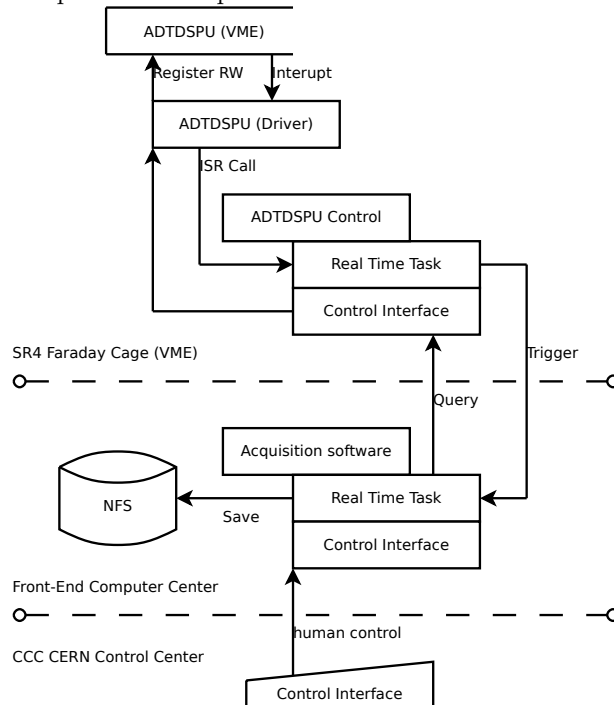 ADTDSPU (VME)
Register RW
Interupt
ADTDSPU (Driver)
ISR Call
ADTDSPU Control
Real Time Task
Control Interface
SR4 Faraday Cage (VME)
Trigger
Query
Acquisition software
Real Time Task
NFS
Save
Control Interface
Front-End Computer Center
human control
CCC CERN Control Center
Control Interface